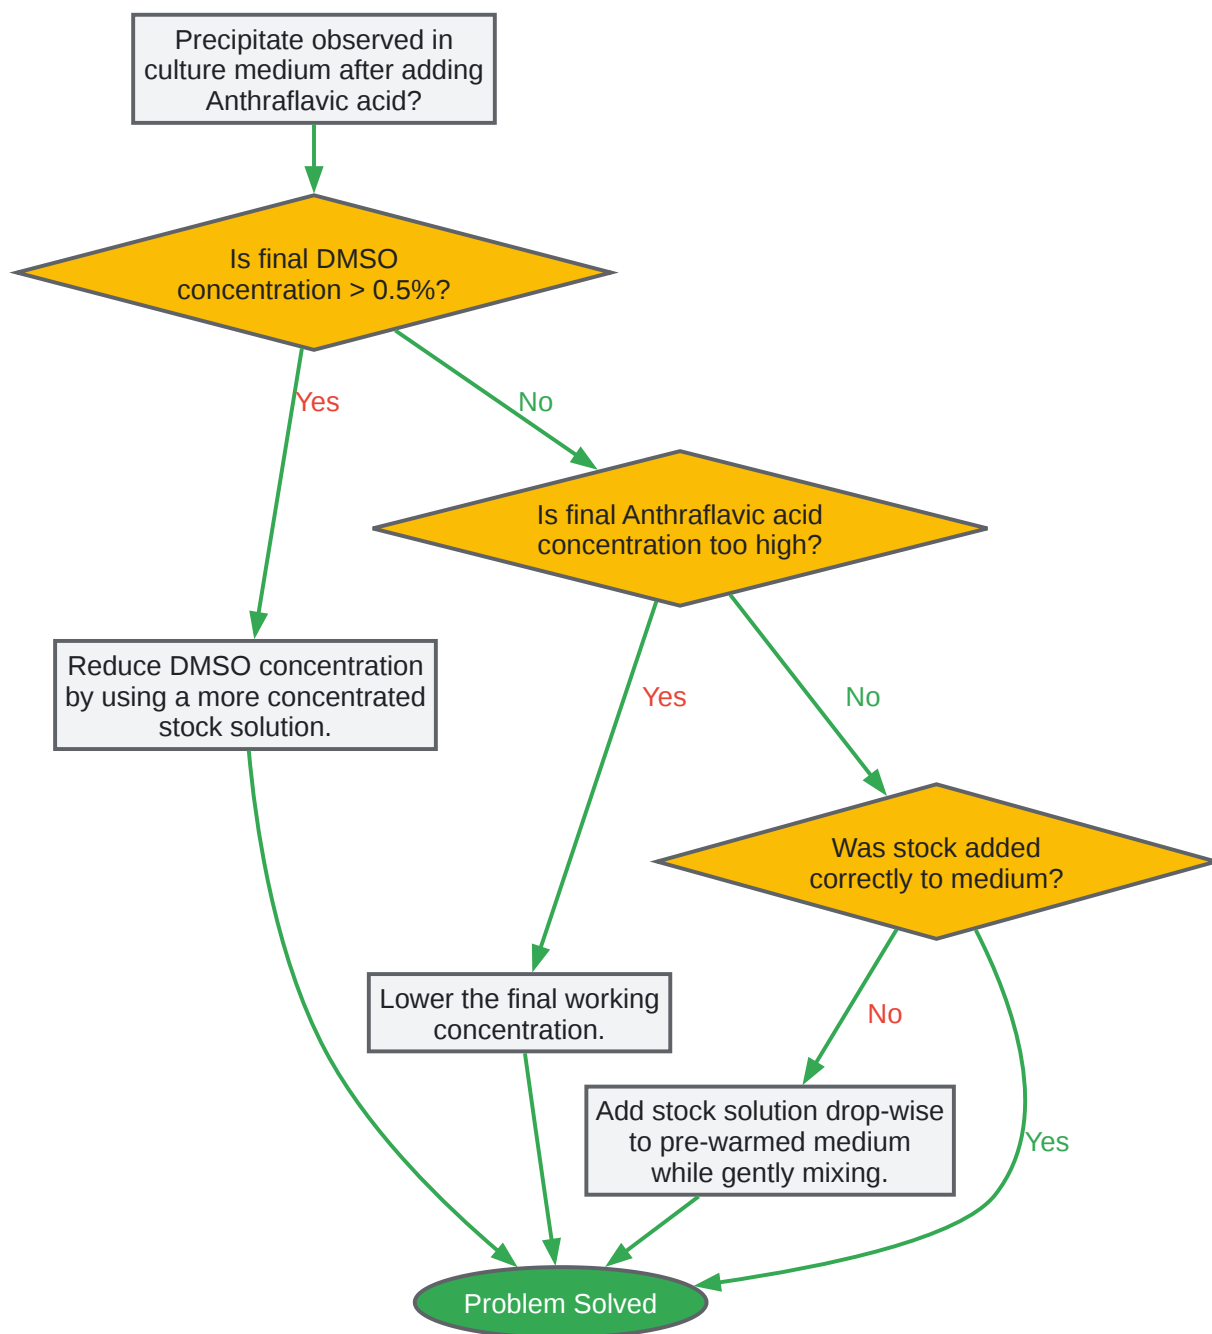 Precipitate observed in
culture medium after adding
Anthraflavic acid?
Is final DMSO
concentration > 0.5%?
Yes
No
Is final Anthraflavic acid
concentration too high?
Reduce DMSO concentration
by using a more concentrated
stock solution.
Yes
No
Was stock added
correctly to medium?
Lower the final working
concentration.
No
Add stock solution drop-wise
to pre-warmed medium
while gently mixing.
Yes
Problem Solved